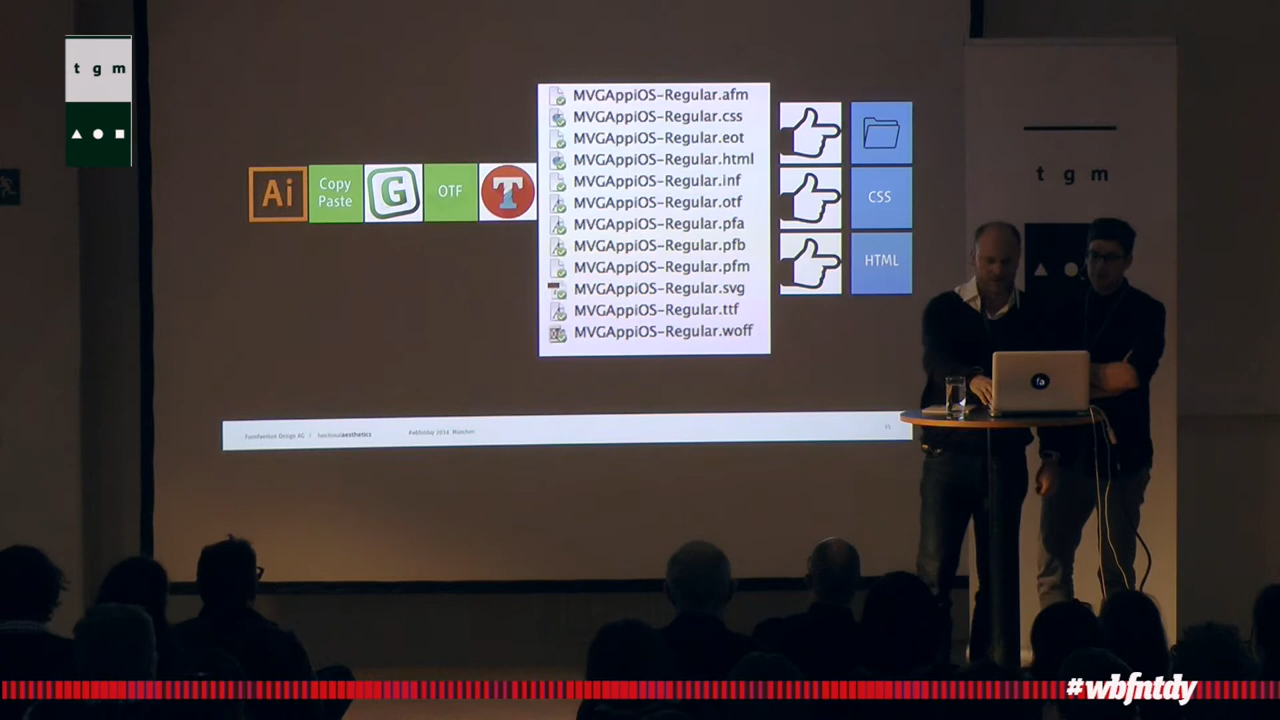 t g m
Ai
Copy
Paste
G
OTF
T
MVGAppiOS-Regular.afm
MVGAppiOS-Regular.css
MVGAppiOS-Regular.eot
MVGAppiOS-Regular.html
MVGAppiOS-Regular.inf
MVGAppiOS-Regular.otf
MVGAppiOS-Regular.pfa
MVGAppiOS-Regular.pfb
MVGAppiOS-Regular.pfm
MVGAppiOS-Regular.svg
MVGAppiOS-Regular.ttf
MVGAppiOS-Regular.woff
CSS
HTML
t g m
fa
#wbfntdy